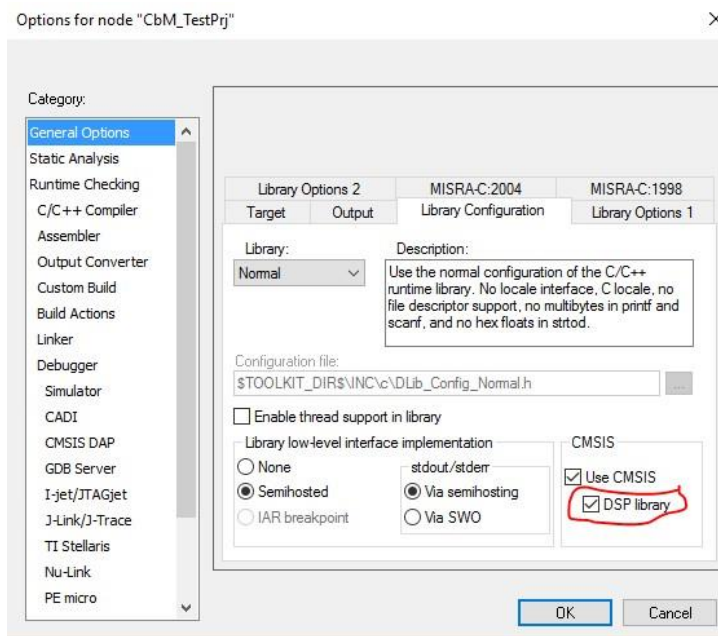 Options for node "CbM_TestPrj"
Category:
General Options
Static Analysis
Runtime Checking
C/C++ Compiler
Assembler
Output Converter
Custom Build
Build Actions
Linker
Debugger
Simulator
CADI
CMSIS DAP
GDB Server
I-jet/JTAGjet
J-Link/J-Trace
TI Stellaris
Nu-Link
PE micro
Library Options 2
MISRA-C:2004
MISRA-C:1998
Target
Output
Library Configuration
Library Options 1
Library:
Normal
Description:
Use the normal configuration of the C/C++
runtime library. No locale interface, C locale, no
file descriptor support, no multibytes in printf and
scanf, and no hex floats in strtod.
Configuration file:
$TOOLKIT_DIR$\INC\c\DLib_Config_Normal.h
...
Enable thread support in library
Library low-level interface implementation
None
Semihosted
IAR breakpoint
stdout/stderr
Via semihosting
Via SWO
CMSIS
Use CMSIS
DSP library
OK
Cancel